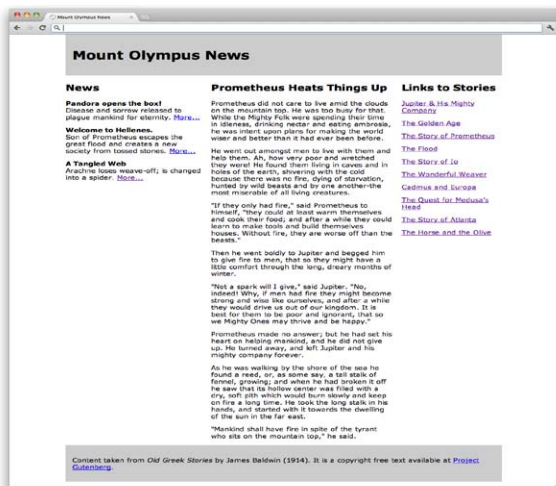 Mount Olympus News
Mount Olympus News
News
Pandora opens the box!
Disease and sorrow released to
plague mankind for eternity. More...
Welcome to Hellenes.
Son of Prometheus escapes the
great flood and creates a new
society from tossed stones. More...
A Tangled Web
Arachne loses weave-off; is changed
into a spider. More...
Prometheus Heats Things Up
Prometheus did not care to live amid the clouds
on the mountain top. He was too busy for that.
While the Mighty Folk were spending their time
in idleness, drinking nectar and eating ambrosia,
he was intent upon plans for making the world
wiser and better than it had ever been before.
He went out amongst men to live with them and
help them. Ah, how very poor and wretched
they were! He found them living in caves and in
holes of the earth, shivering with the cold
because there was no fire, dying of starvation,
hunted by wild beasts and by one another-the
most miserable of all living creatures.
"If they only had fire," said Prometheus to
himself, "they could at least warm themselves
and cook their food; and after a while they could
learn to make tools and build themselves
houses. Without fire, they are worse off than the
beasts."
Then he went boldly to Jupiter and begged him
to give fire to men, that so they might have a
little comfort through the long, dreary months of
winter.
"Not a spark will I give," said Jupiter. "No,
indeed! Why, if men had fire they might become
strong and wise like ourselves, and after a while
they would drive us out of our kingdom. It is
best for them to be poor and ignorant, that so
we Mighty Ones may thrive and be happy."
Prometheus made no answer; but he had set his
heart on helping mankind, and he did not give
up. He turned away, and left Jupiter and his
mighty company forever.
As he was walking by the shore of the sea he
found a reed, or, as some say, a tall stalk of
fennel, growing; and when he had broken it off
he saw that its hollow center was filled with a
dry, soft pith which would burn slowly and keep
on fire a long time. He took the long stalk in his
hands, and started with it towards the dwelling
of the sun in the far east.
"Mankind shall have fire in spite of the tyrant
who sits on the mountain top," he said.
Links to Stories
Jupiter & His Mighty
Company
The Golden Age
The Story of Prometheus
The Flood
The Story of Io
The Wonderful Weaver
Cadmus and Europa
The Quest for Medusa's
Head
The Story of Atlanta
The Horse and the Olive
Content taken from Old Greek Stories by James Baldwin (1914). It is a copyright free text available at Project
Gutenberg.